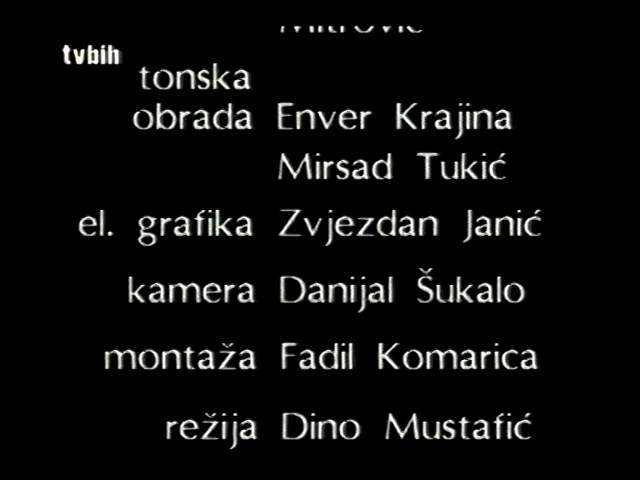 tvbih
tonska
obrada Enver Krajina
Mirsad Tukić
el. grafika Zvjezdan Janić
kamera Danijal Šukalo
montaža Fadil Komarica
režija Dino Mustafić